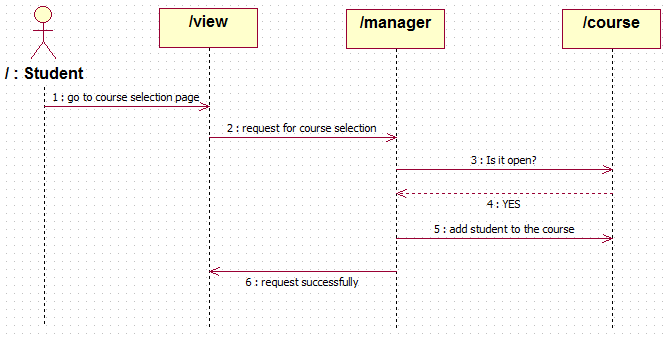 /view
/manager
/course
/ : Student
1 : go to course selection page
2 : request for course selection
3 : Is it open?
4 : YES
5 : add student to the course
6 : request successfully